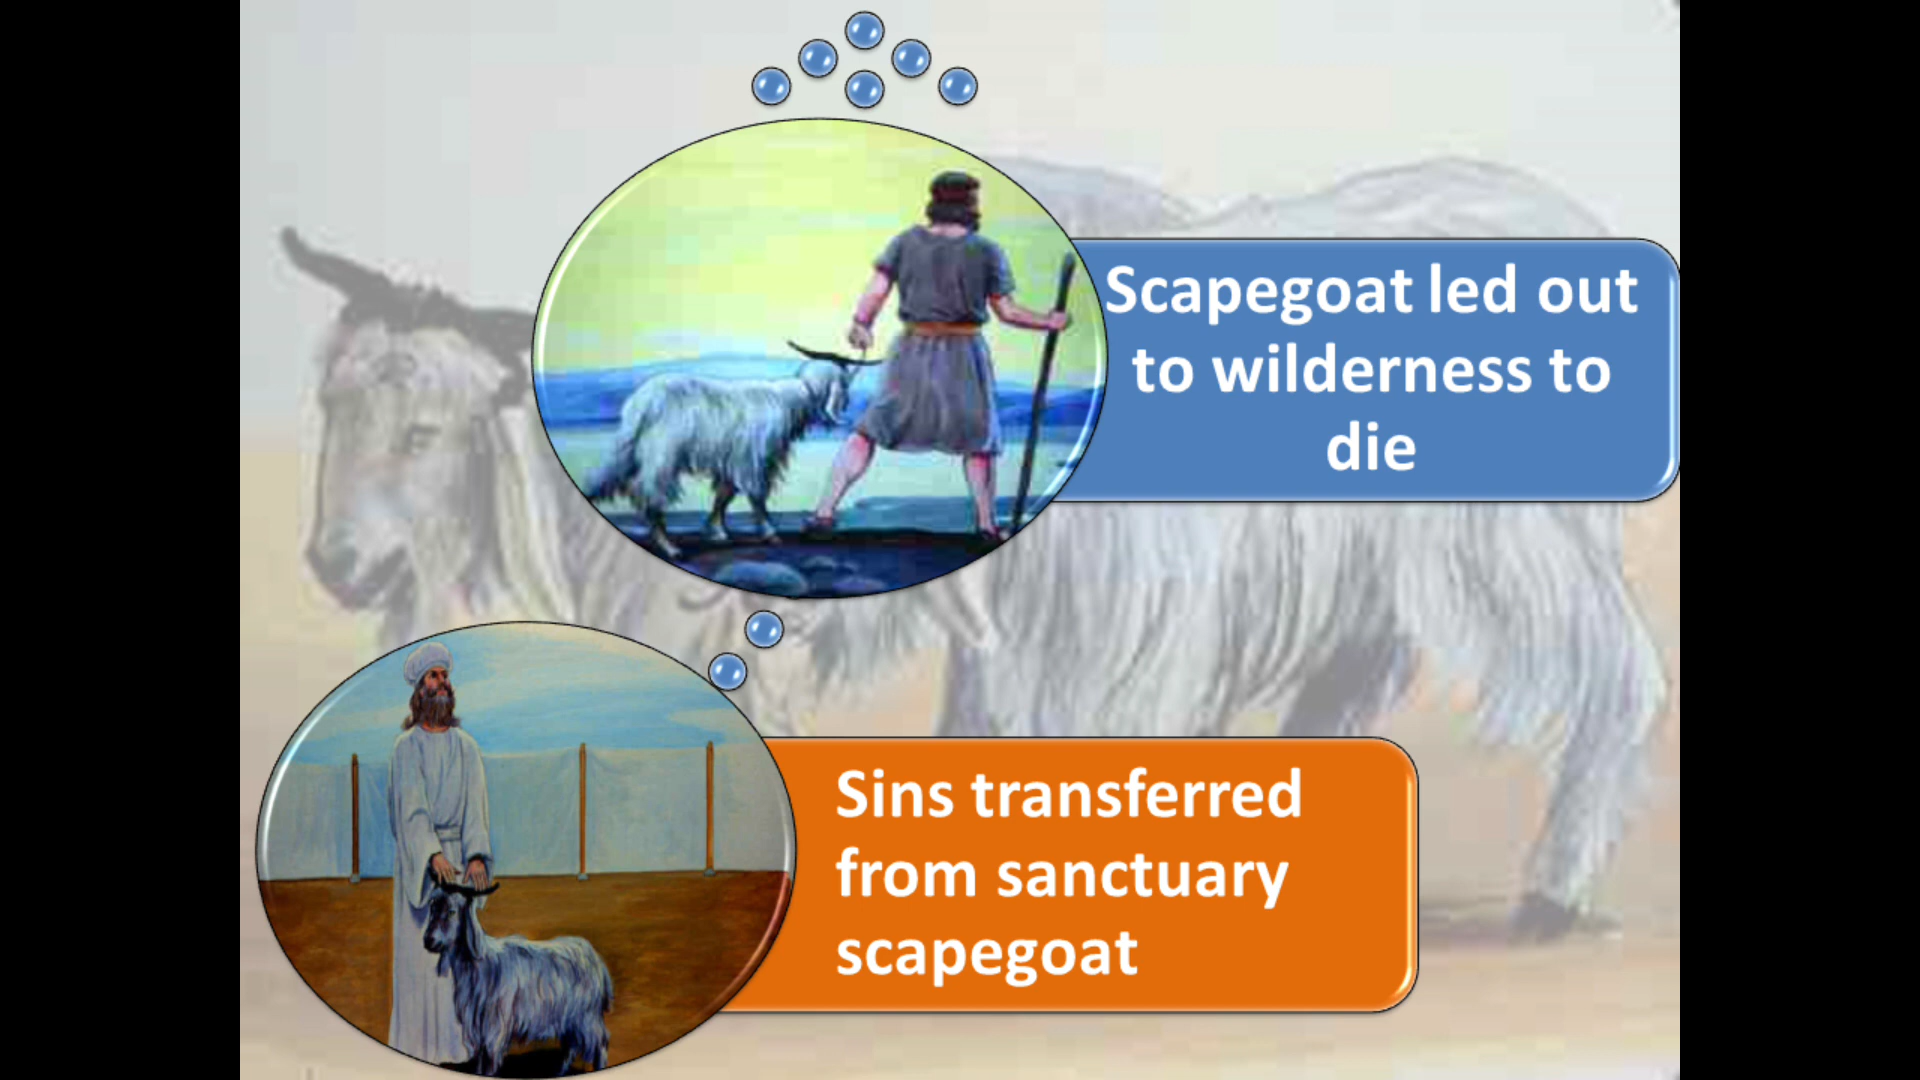 Scapegoat led out
to wilderness to
die
Sins transferred
from sanctuary
scapegoat